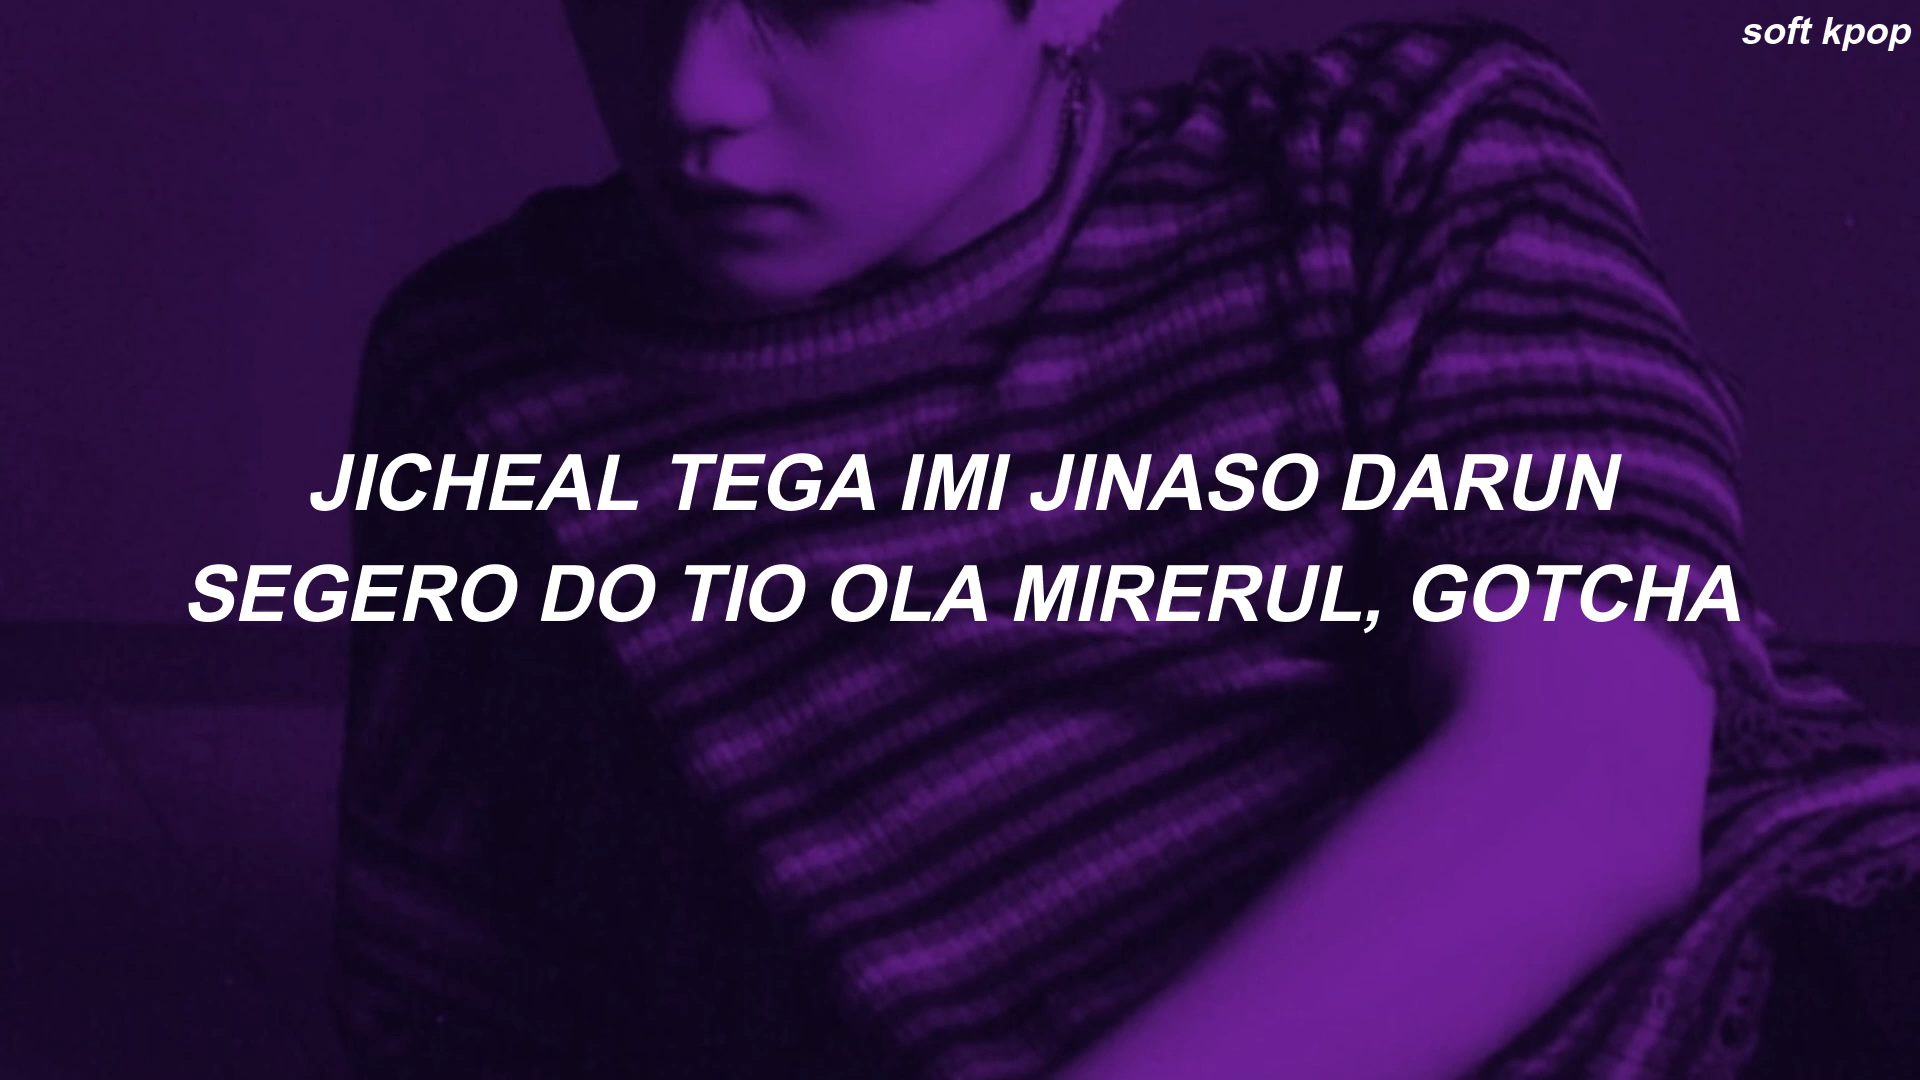 soft kpop
JICHEAL TEGA IMI JINASO DARUN
SEGERO DO TIO OLA MIRERUL, GOTCHA